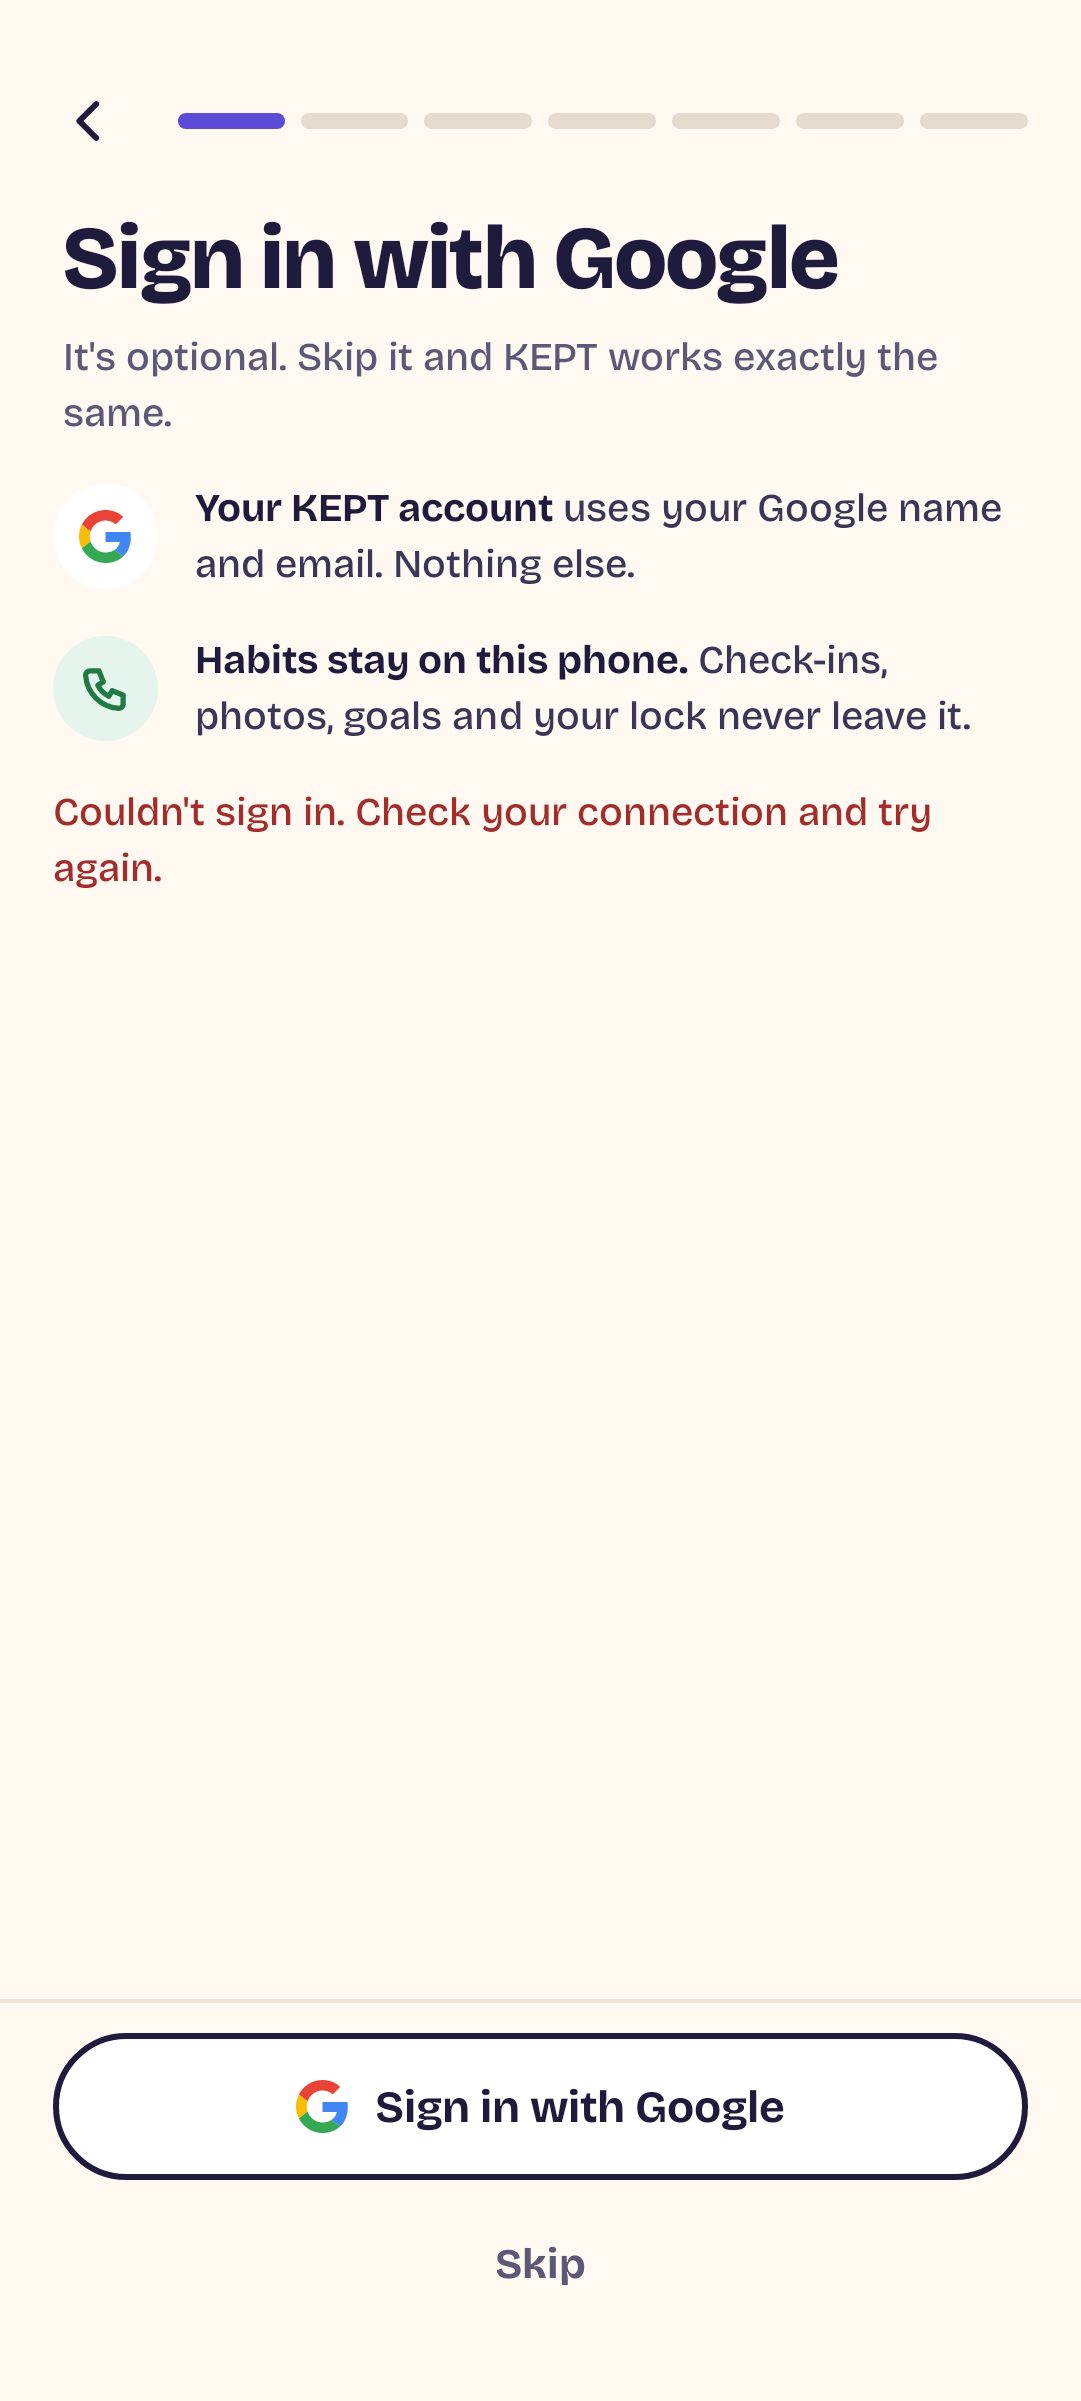 Sign in with Google
It's optional. Skip it and KEPT works exactly the
same.
Your KEPT account uses your Google name
and email. Nothing else.
Habits stay on this phone. Check-ins,
photos, goals and your lock never leave it.
Couldn't sign in. Check your connection and try
again.
Sign in with Google
Skip